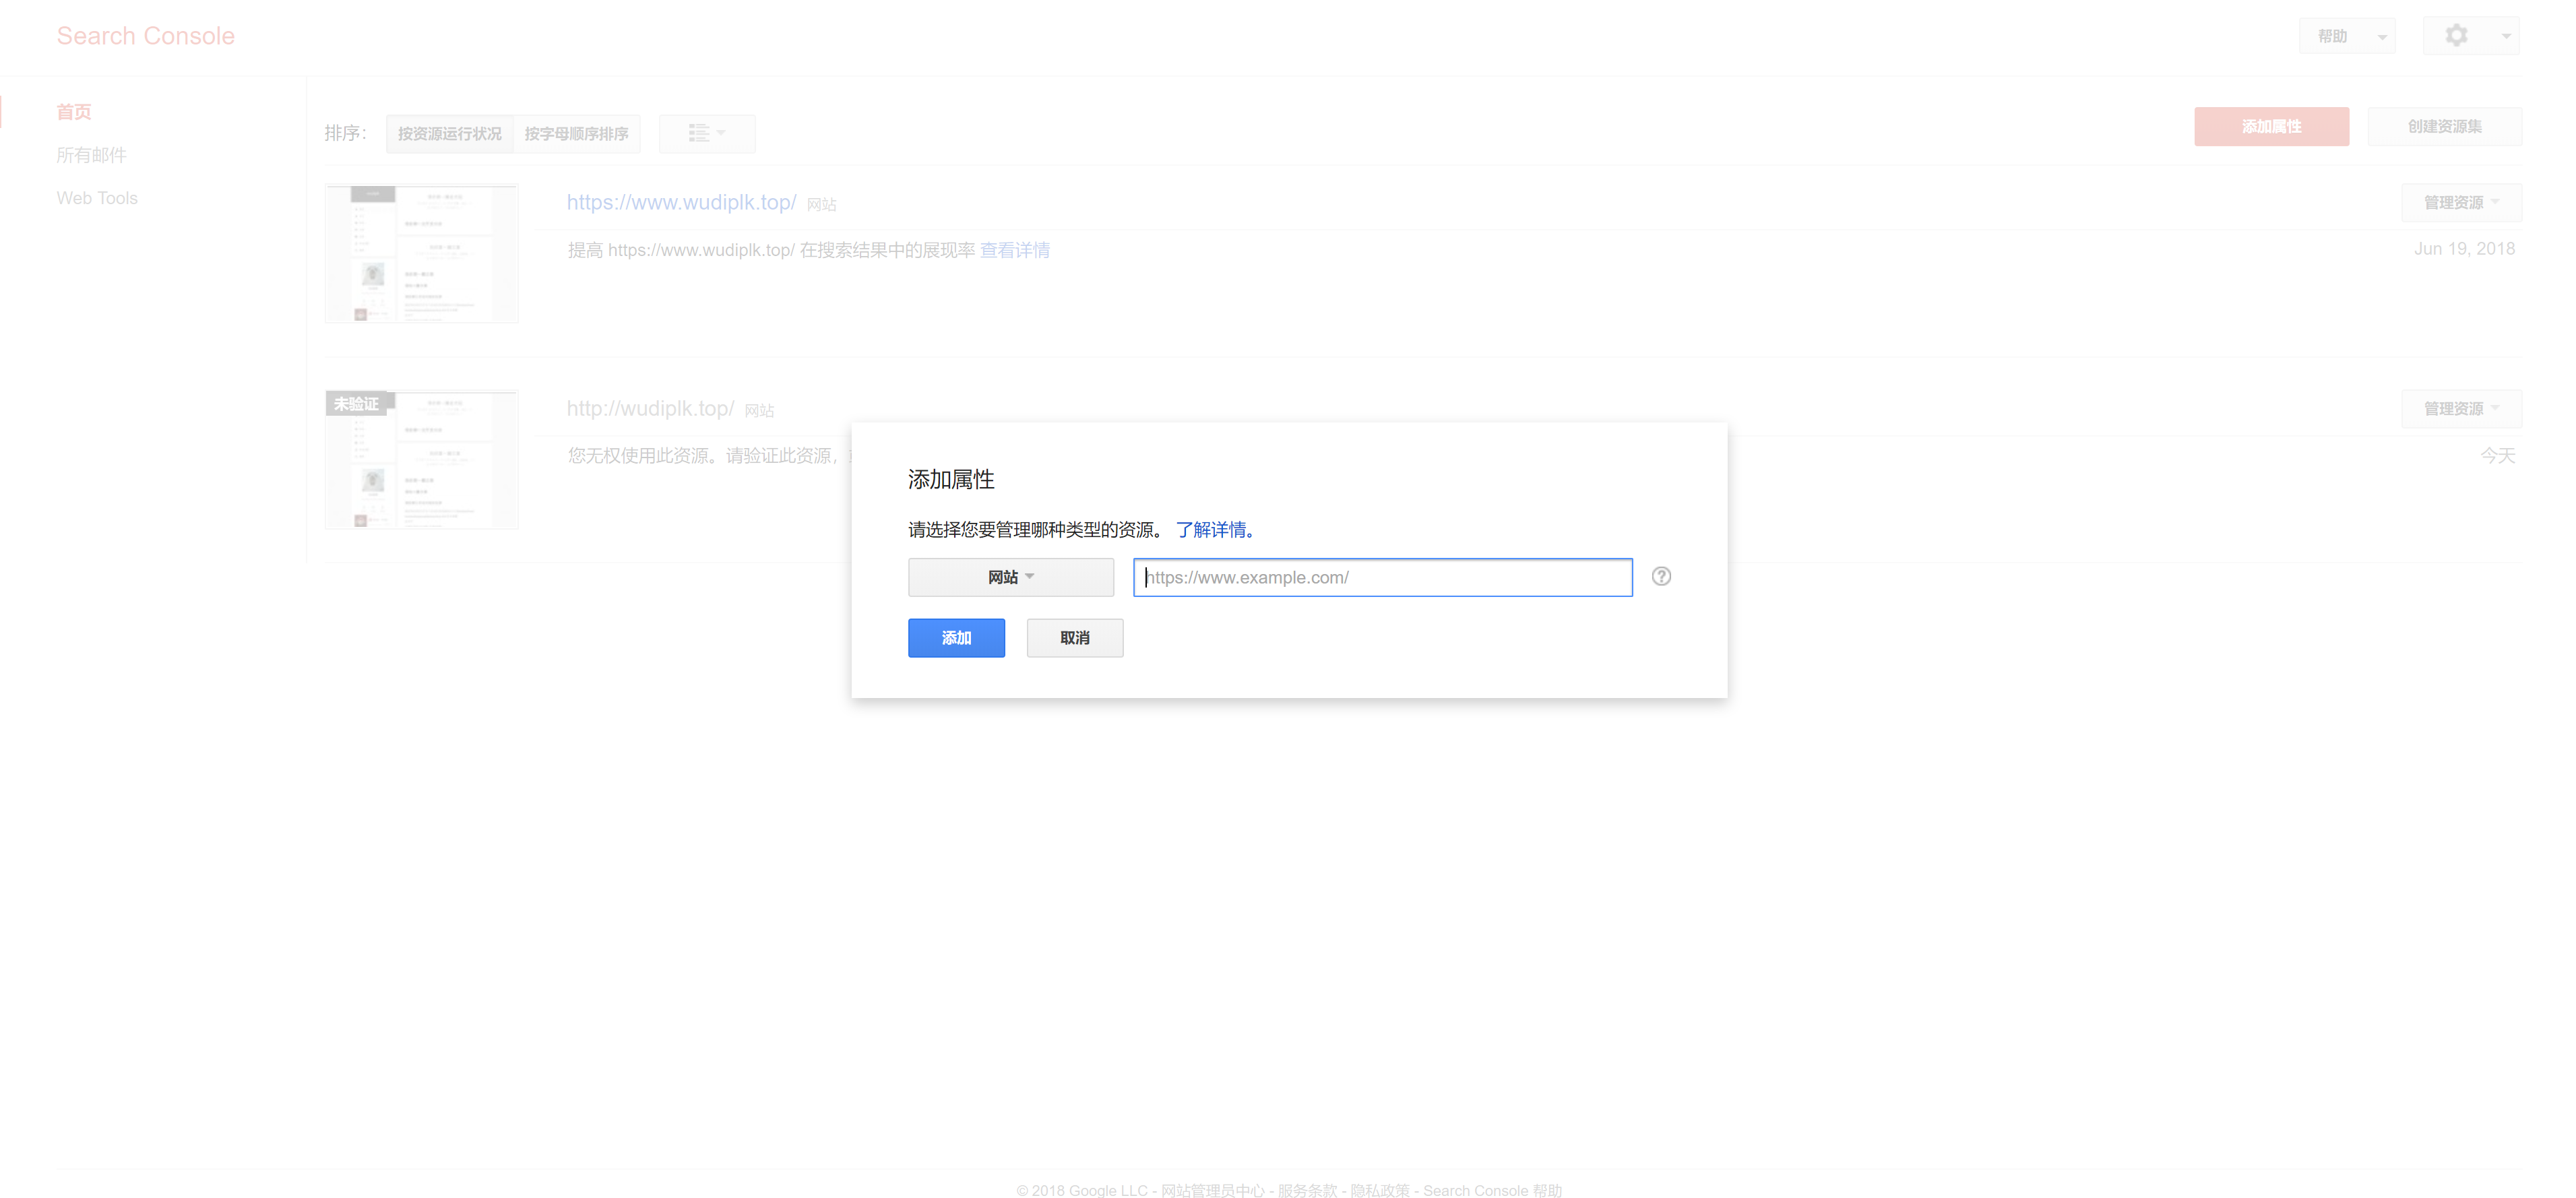 Search Console
帮助
首页
所有邮件
Web Tools
排序：
按资源运行状况
按字母顺序排序
添加属性
创建资源集
https://www.wudiplk.top/ 网站
管理资源
提高 https://www.wudiplk.top/ 在搜索结果中的展现率 查看详情
Jun 19, 2018
未验证
http://wudiplk.top/ 网站
管理资源
您无权使用此资源。请验证此资源，
今天
添加属性
请选择您要管理哪种类型的资源。 了解详情。
网站
https://www.example.com/
添加
取消
© 2018 Google LLC - 网站管理员中心 - 服务条款 - 隐私政策 - Search Console 帮助